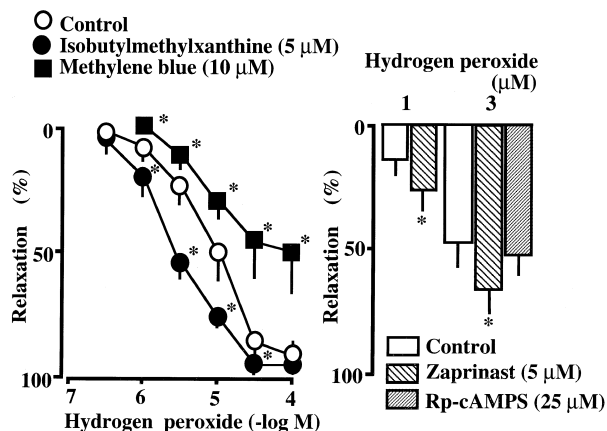 Control
Isobutylmethylxanthine (5 µM)
Methylene blue (10 µM)
0
50
100
Relaxation (%)
7 6 5 4
Hydrogen peroxide (-log M)
* * * * *
* * * *
Hydrogen peroxide
(µM)
1 3
0
50
100
Relaxation (%)
* *
Control
Zaprinast (5 µM)
Rp-cAMPS (25 µM)